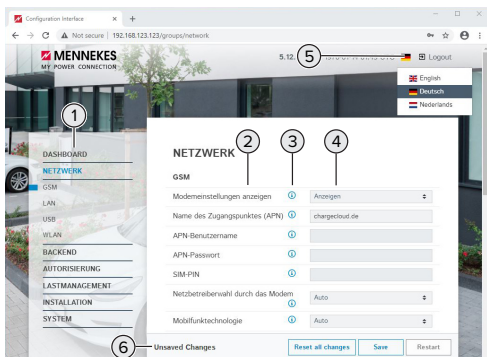 Configuration Interface
Not secure | 192.168.123.123/groups/network
MENNEKES
MY POWER CONNECTION
5.12.
5
Logout
English
Deutsch
Nederlands
1
2
3
4
DASHBOARD
NETZWERK
GSM
LAN
USB
WLAN
BACKEND
AUTORISIERUNG
LASTMANAGEMENT
INSTALLATION
SYSTEM
NETZWERK
GSM
Modemeinstellungen anzeigen Anzeigen
Name des Zugangspunktes (APN) chargecloud.de
APN-Benutzername
APN-Passwort
SIM-PIN
Netzbetreiberwahl durch das Modem Auto
Mobilfunktechnologie Auto
6
Unsaved Changes Reset all changes Save Restart